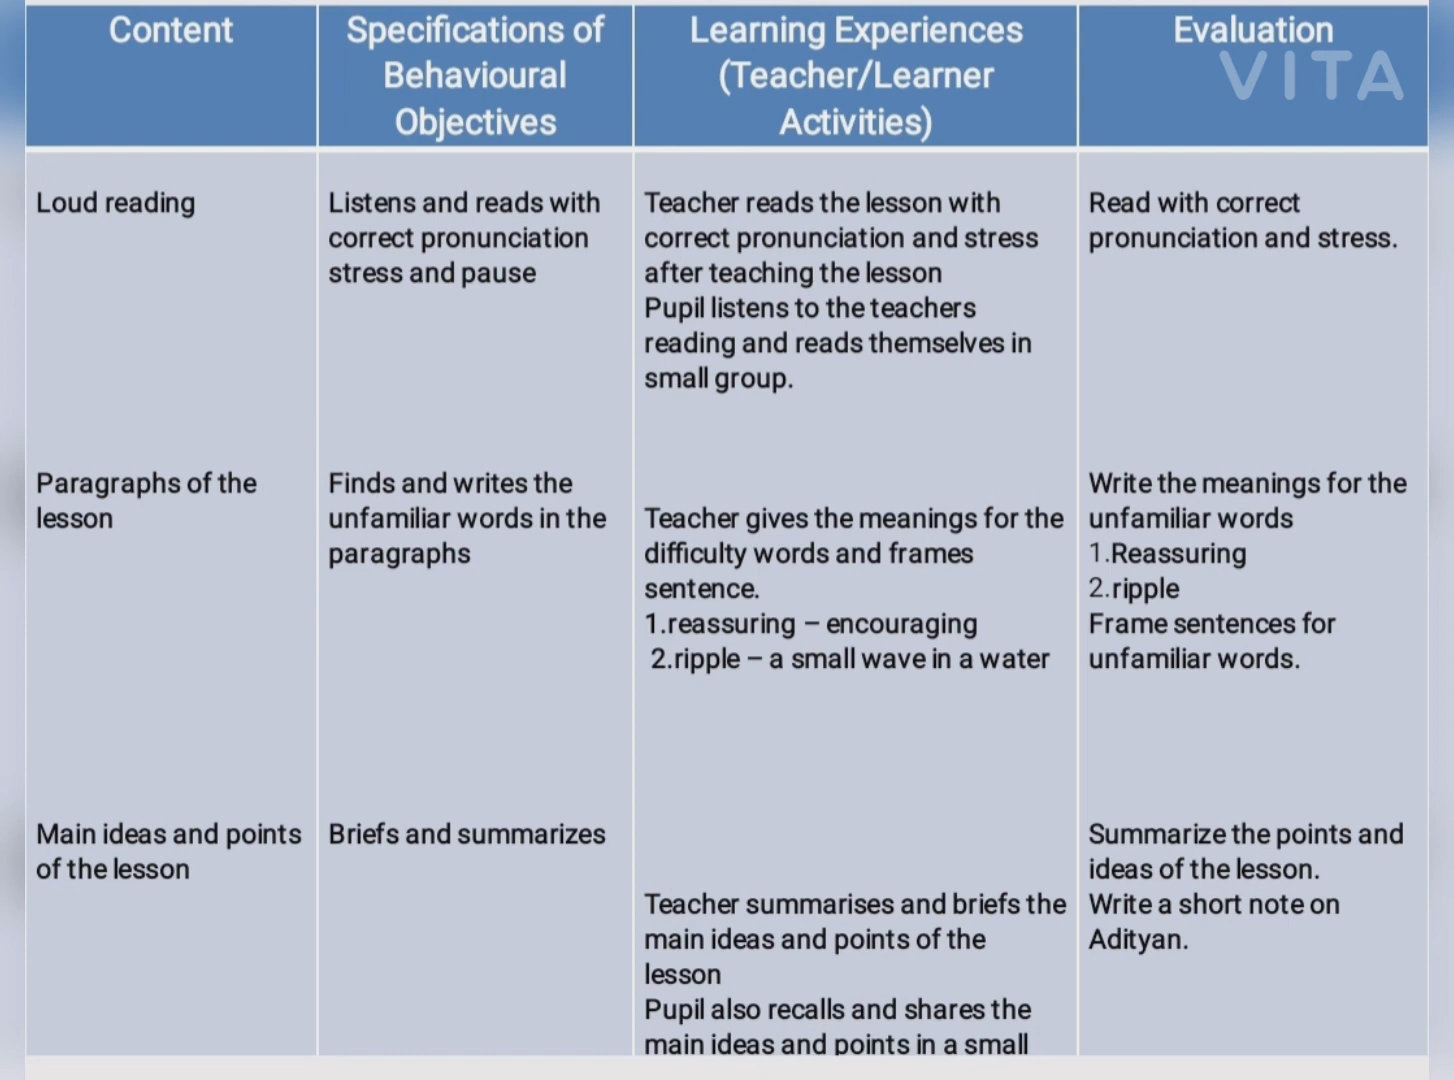 Content
Specifications of
Behavioural
Objectives
Learning Experiences
(Teacher/Learner
Activities)
Evaluation
VITA
Loud reading
Listens and reads with
correct pronunciation
stress and pause
Teacher reads the lesson with
correct pronunciation and stress
after teaching the lesson
Pupil listens to the teachers
reading and reads themselves in
small group.
Read with correct
pronunciation and stress.
Paragraphs of the
lesson
Finds and writes the
unfamiliar words in the
paragraphs
Teacher gives the meanings for the
difficulty words and frames
sentence.
1.reassuring – encouraging
2.ripple – a small wave in a water
Write the meanings for the
unfamiliar words
1.Reassuring
2.ripple
Frame sentences for
unfamiliar words.
Main ideas and points
of the lesson
Briefs and summarizes
Teacher summarises and briefs the
main ideas and points of the
lesson
Pupil also recalls and shares the
main ideas and points in a small
Summarize the points and
ideas of the lesson.
Write a short note on
Adityan.